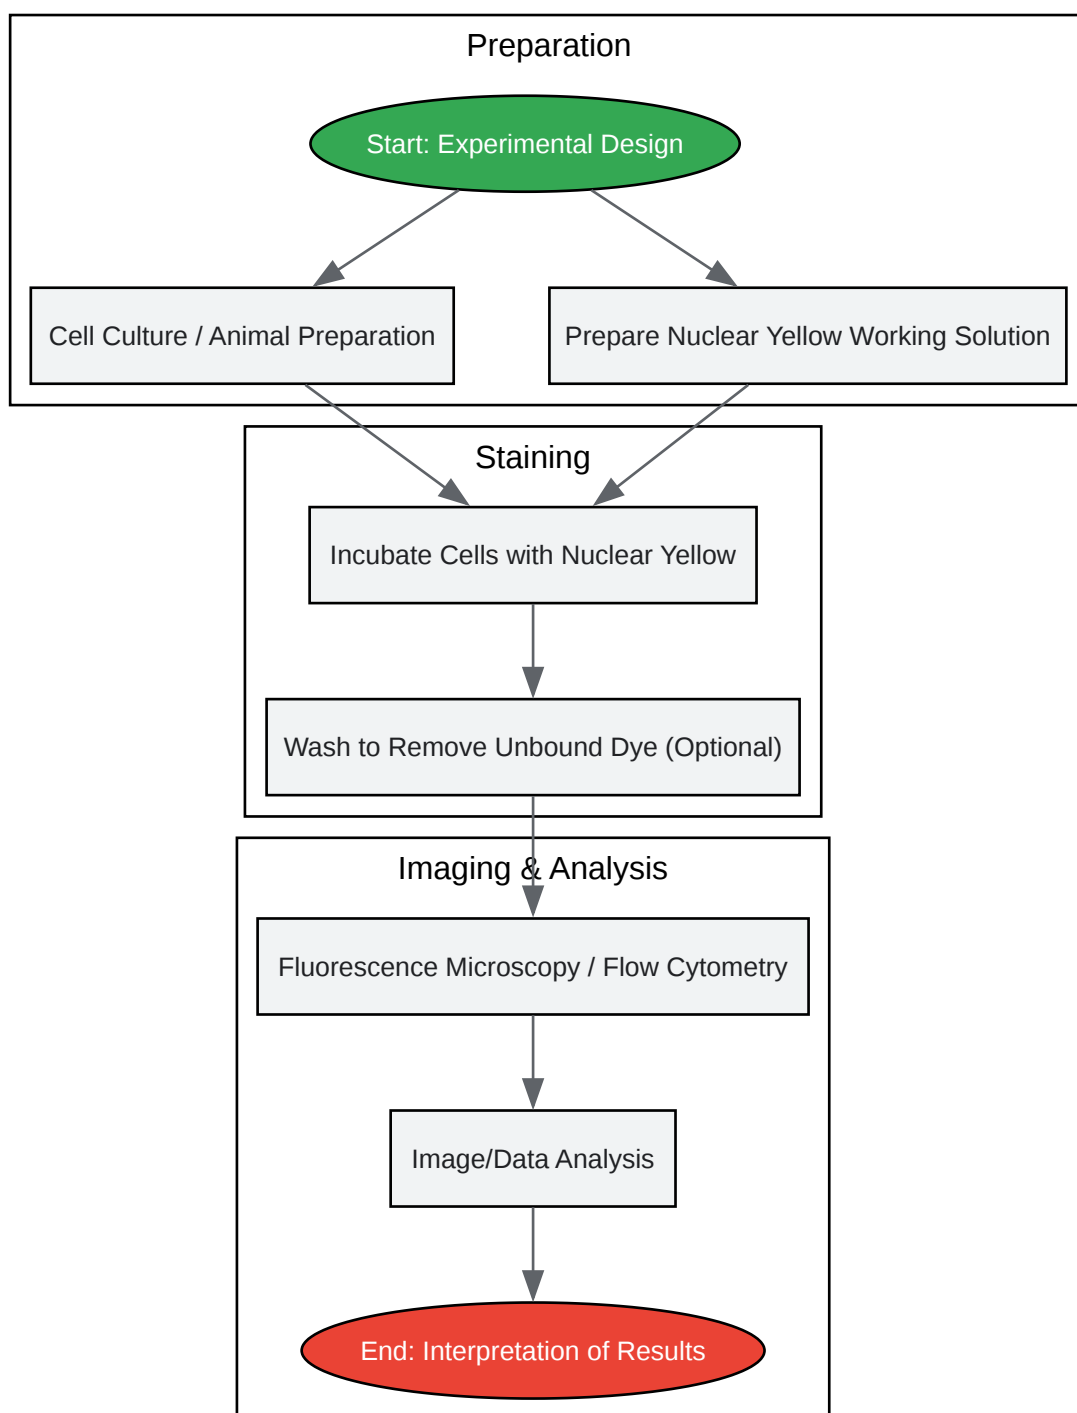 Preparation
Start: Experimental Design
Cell Culture / Animal Preparation
Prepare Nuclear Yellow Working Solution
Staining
Incubate Cells with Nuclear Yellow
Wash to Remove Unbound Dye (Optional)
Imaging & Analysis
Fluorescence Microscopy / Flow Cytometry
Image/Data Analysis
End: Interpretation of Results